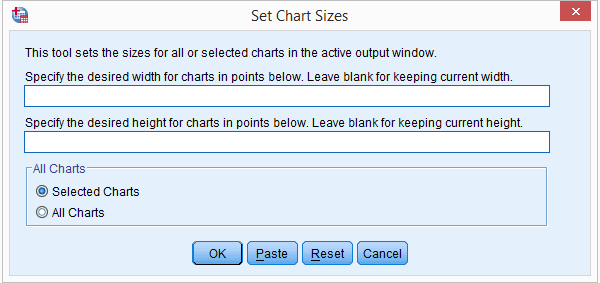 Set Chart Sizes
This tool sets the sizes for all or selected charts in the active output window.
Specify the desired width for charts in points below. Leave blank for keeping current width.
Specify the desired height for charts in points below. Leave blank for keeping current height.
All Charts
Selected Charts
All Charts
OK Paste Reset Cancel